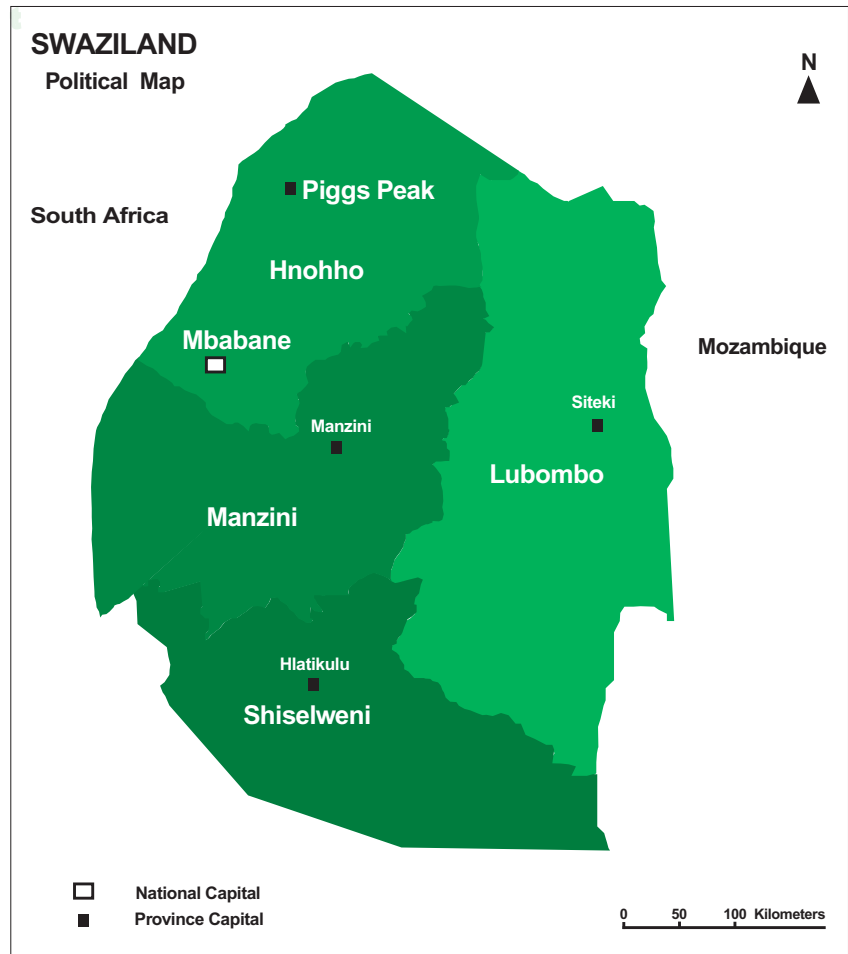 SWAZILAND
Political Map
N
Piggs Peak
South Africa
Hnohho
Mbabane
Mozambique
Siteki
Manzini
Lubombo
Manzini
Hlatikulu
Shiselweni
National Capital
Province Capital
0 50 100 Kilometers